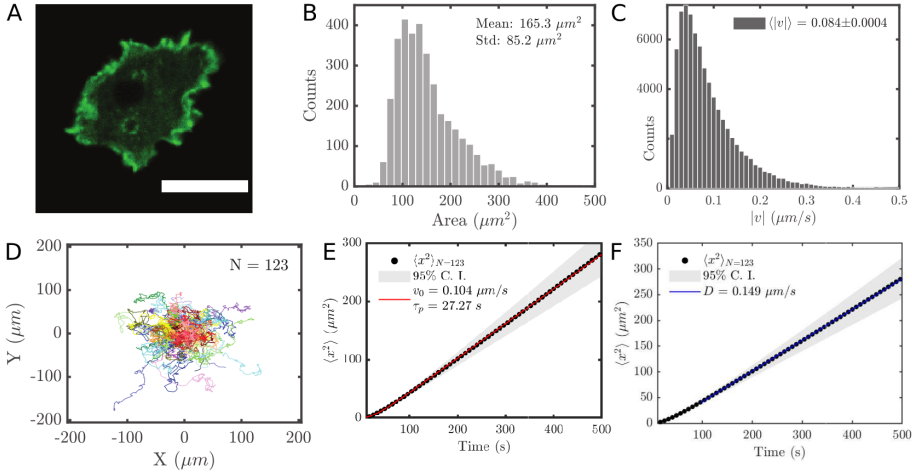 A
B
400
300
200
100
0
Counts
Mean: 165.3 μm²
Std: 85.2 μm²
0 100 200 300 400 500
Area (μm²)
C
6000
4000
2000
0
Counts
⟨|v|⟩ = 0.084±0.0004
0 0.1 0.2 0.3 0.4 0.5
|v| (μm/s)
D
200
100
0
-100
-200
Y (μm)
N = 123
-200 -100 0 100 200
X (μm)
E
300
200
100
0
⟨x²⟩ (μm²)
⟨x²⟩N=123
95% C. I.
v₀ = 0.104 μm/s
τₚ = 27.27 s
100 200 300 400 500
Time (s)
F
350
300
250
200
150
100
50
0
⟨x²⟩ (μm²)
⟨x²⟩N=123
95% C. I.
D = 0.149 μm/s
100 200 300 400 500
Time (s)